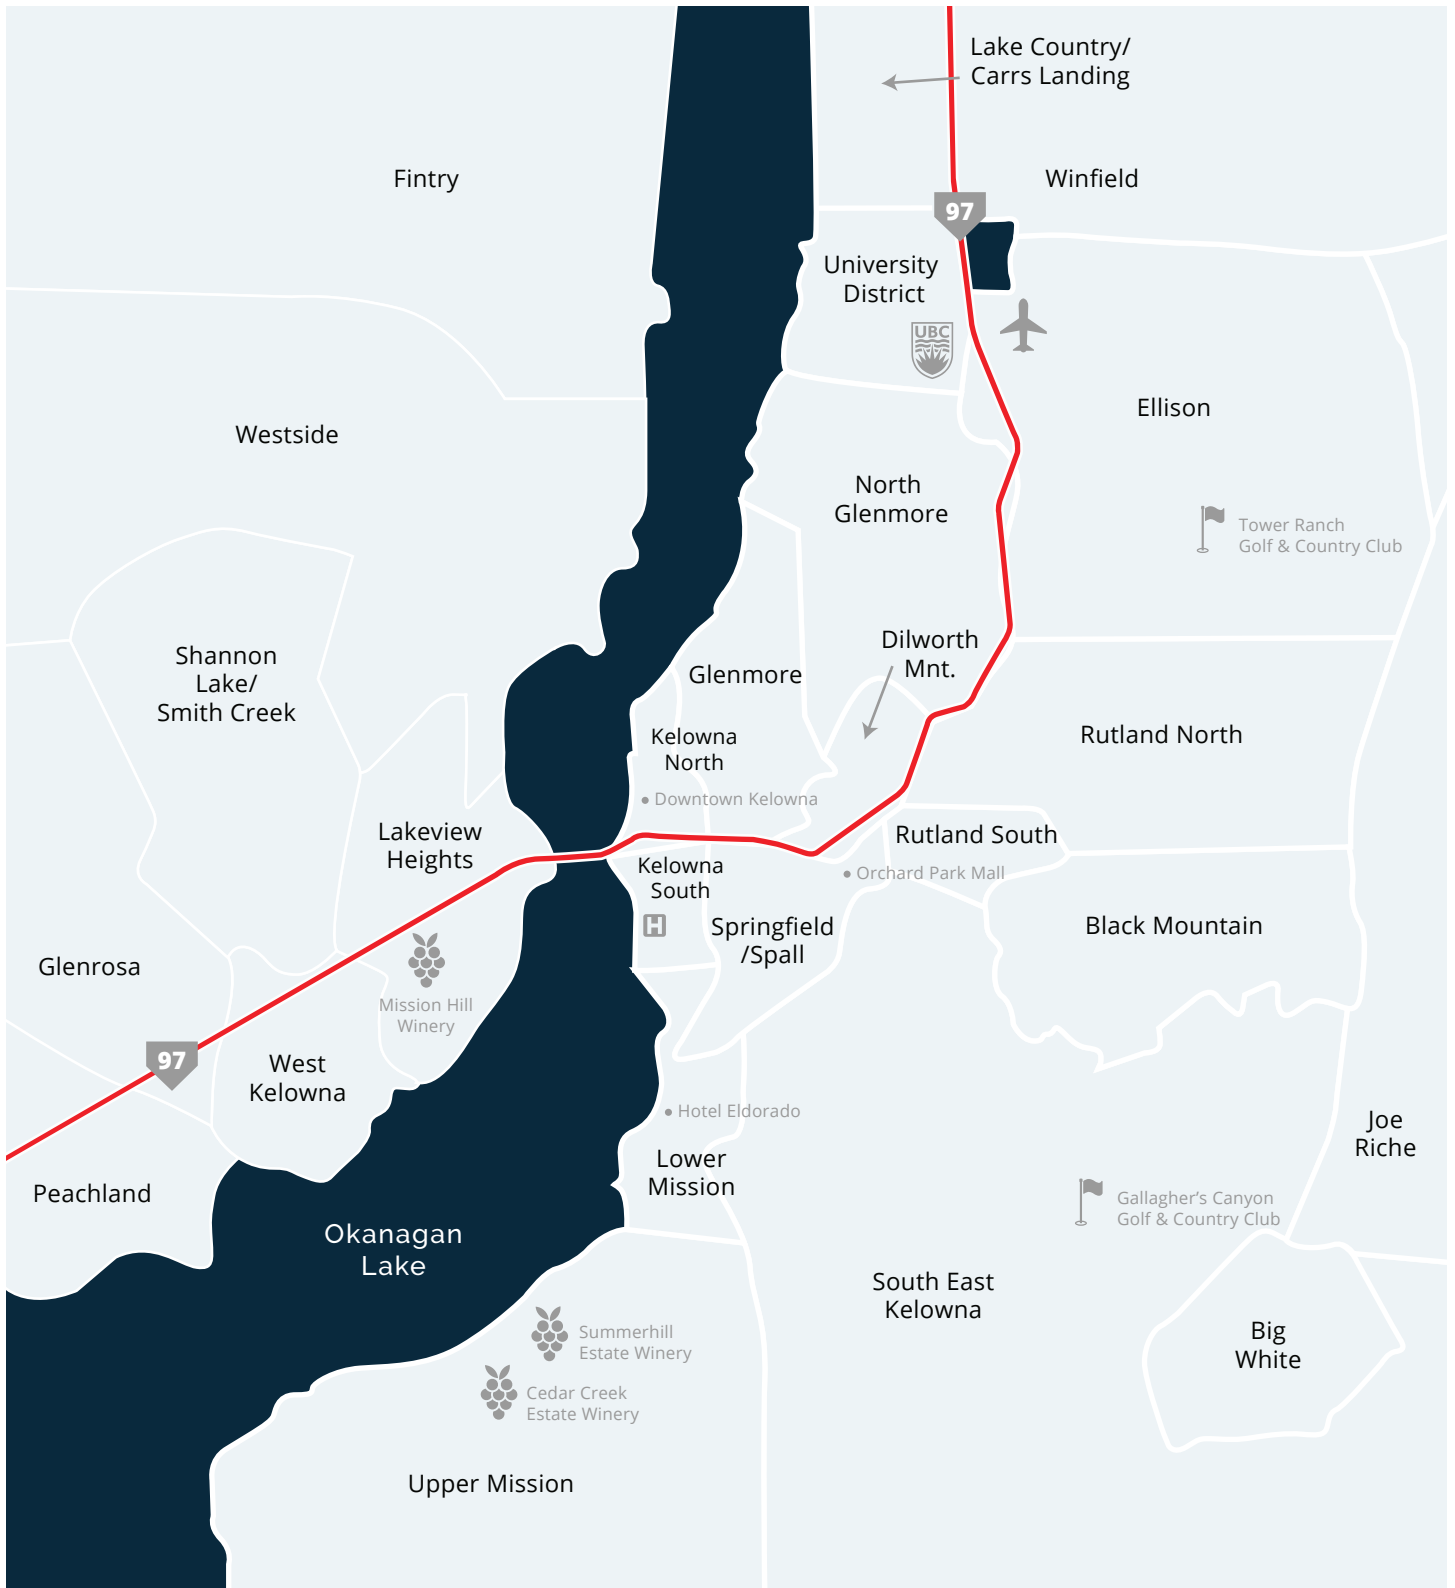 Lake Country/
Carrs Landing
Fintry
Winfield
97
University
District
UBC
Ellison
Westside
North
Glenmore
Tower Ranch
Golf & Country Club
Dilworth
Mnt.
Shannon
Lake/
Smith Creek
Glenmore
Kelowna
North
Rutland North
Downtown Kelowna
Lakeview
Heights
Rutland South
Kelowna
South
Orchard Park Mall
H
Springfield
/Spall
Black Mountain
Glenrosa
Mission Hill
Winery
97
West
Kelowna
Hotel Eldorado
Joe
Riche
Lower
Mission
Peachland
Gallagher's Canyon
Golf & Country Club
Okanagan
Lake
South East
Kelowna
Summerhill
Estate Winery
Big
White
Cedar Creek
Estate Winery
Upper Mission